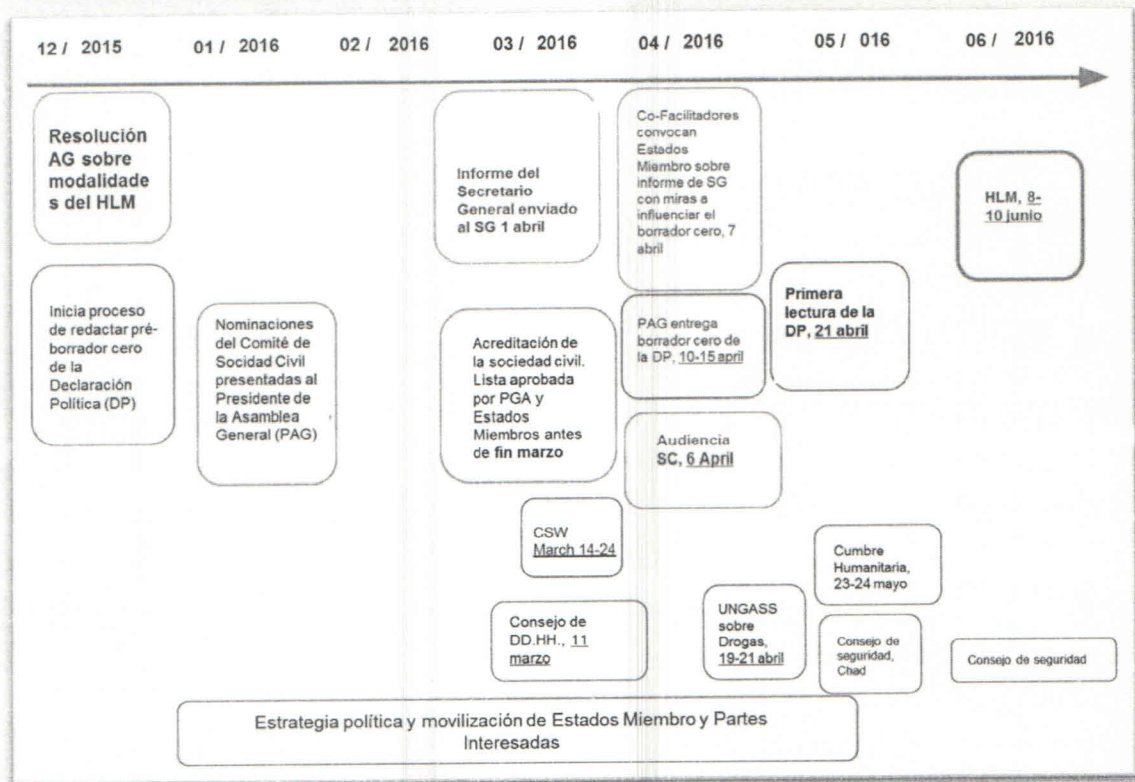 12 / 2015
01 / 2016
02 / 2016
03 / 2016
04 / 2016
05 / 016
06 / 2016
Resolución
AG sobre
modalidade
s del HLM
Inicia proceso
de redactar pré-
borrador cero
de la
Declaración
Política (DP)
Nominaciones
del Comité de
Socidad Civil
presentadas al
Presidente de
la Asamblea
General (PAG)
Informe del
Secretario
General enviado
al SG 1 abril
Acreditación de
la sociedad civil.
Lista aprobada
por PGA y
Estados
Miembros antes
de fin marzo
CSW
March 14-24
Consejo de
DD.HH., 11
marzo
Co-Facilitadores
convocan
Estados
Miembro sobre
informe de SG
con miras a
influenciar el
borrador cero, 7
abril
PAG entrega
borrador cero de
la DP, 10-15 april
Audiencia
SC, 6 April
UNGASS
sobre
Drogas,
19-21 abril
Primera
lectura de la
DP, 21 abril
Cumbre
Humanitaria,
23-24 mayo
Consejo de
seguridad,
Chad
HLM, 8-
10 junio
Consejo de seguridad
Estrategia política y movilización de Estados Miembro y Partes
Interesadas